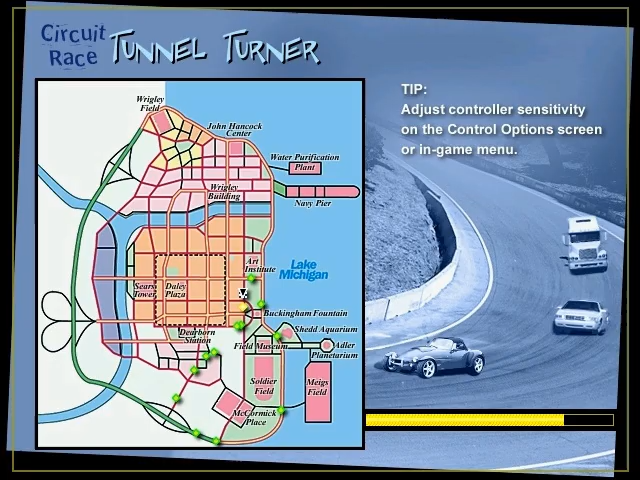 Circuit
Race
TUNNEL TURNER
TIP:
Adjust controller sensitivity
on the Control Options screen
or in-game menu.
Wrigley
Field
John Hancock
Center
Water Purification
Plant
Wrigley
Building
Navy Pier
Art
Institute
Lake
Michigan
Sears
Tower
Daley
Plaza
Buckingham Fountain
Dearborn
Station
Shedd Aquarium
Field Museum
Adler
Planetarium
Soldier
Field
Meigs
Field
McCormick
Place